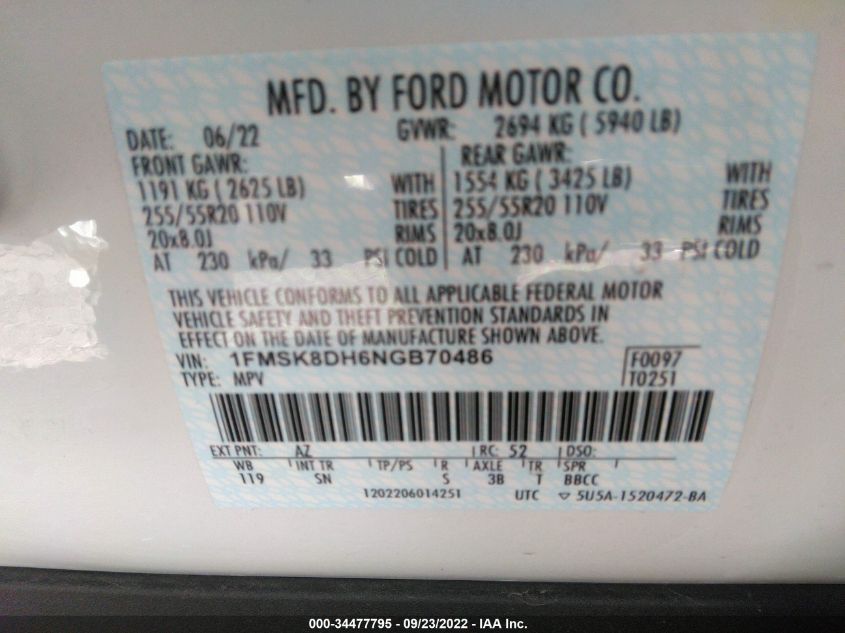 MFD. BY FORD MOTOR CO.
DATE: 06/22 GVWR: 2694 KG ( 5940 LB)
FRONT GAWR: REAR GAWR:
1191 KG ( 2625 LB) WITH 1554 KG ( 3425 LB) WITH
255/55R20 110V TIRES 255/55R20 110V TIRES
20x8.0J RIMS 20x8.0J RIMS
AT 230 kPa/ 33 PSI COLD AT 230 kPa/ 33 PSI COLD
THIS VEHICLE CONFORMS TO ALL APPLICABLE FEDERAL MOTOR
VEHICLE SAFETY AND THEFT PREVENTION STANDARDS IN
EFFECT ON THE DATE OF MANUFACTURE SHOWN ABOVE.
VIN: 1FMSK8DH6NGB70486 F0097
TYPE: MPV T0251
EXT PNT: AZ RC: 52 DSO:
WB INT TR TP/PS R AXLE TR SPR
119 SN S 3B T BBCC
1202206014251 UTC ▽ 5U5A-1520472-BA
000-34477795 - 09/23/2022 - IAA Inc.